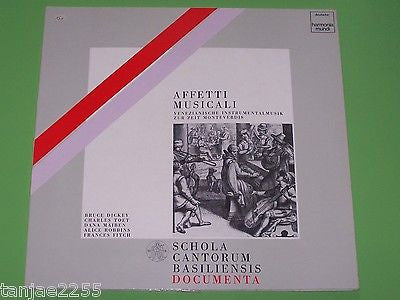 deutsche
harmonia
mundi
AFFETTI
MUSICALI
VENEZIANISCHE INSTRUMENTALMUSIK
ZUR ZEIT MONTEVERDIS
BRUCE DICKEY
CHARLES TOET
DANA MAIBEN
ALICE ROBBINS
FRANCES FITCH
SCHOLA
CANTORUM
BASILIENSIS
DOCUMENTA
tanjae2255
tanjae2255